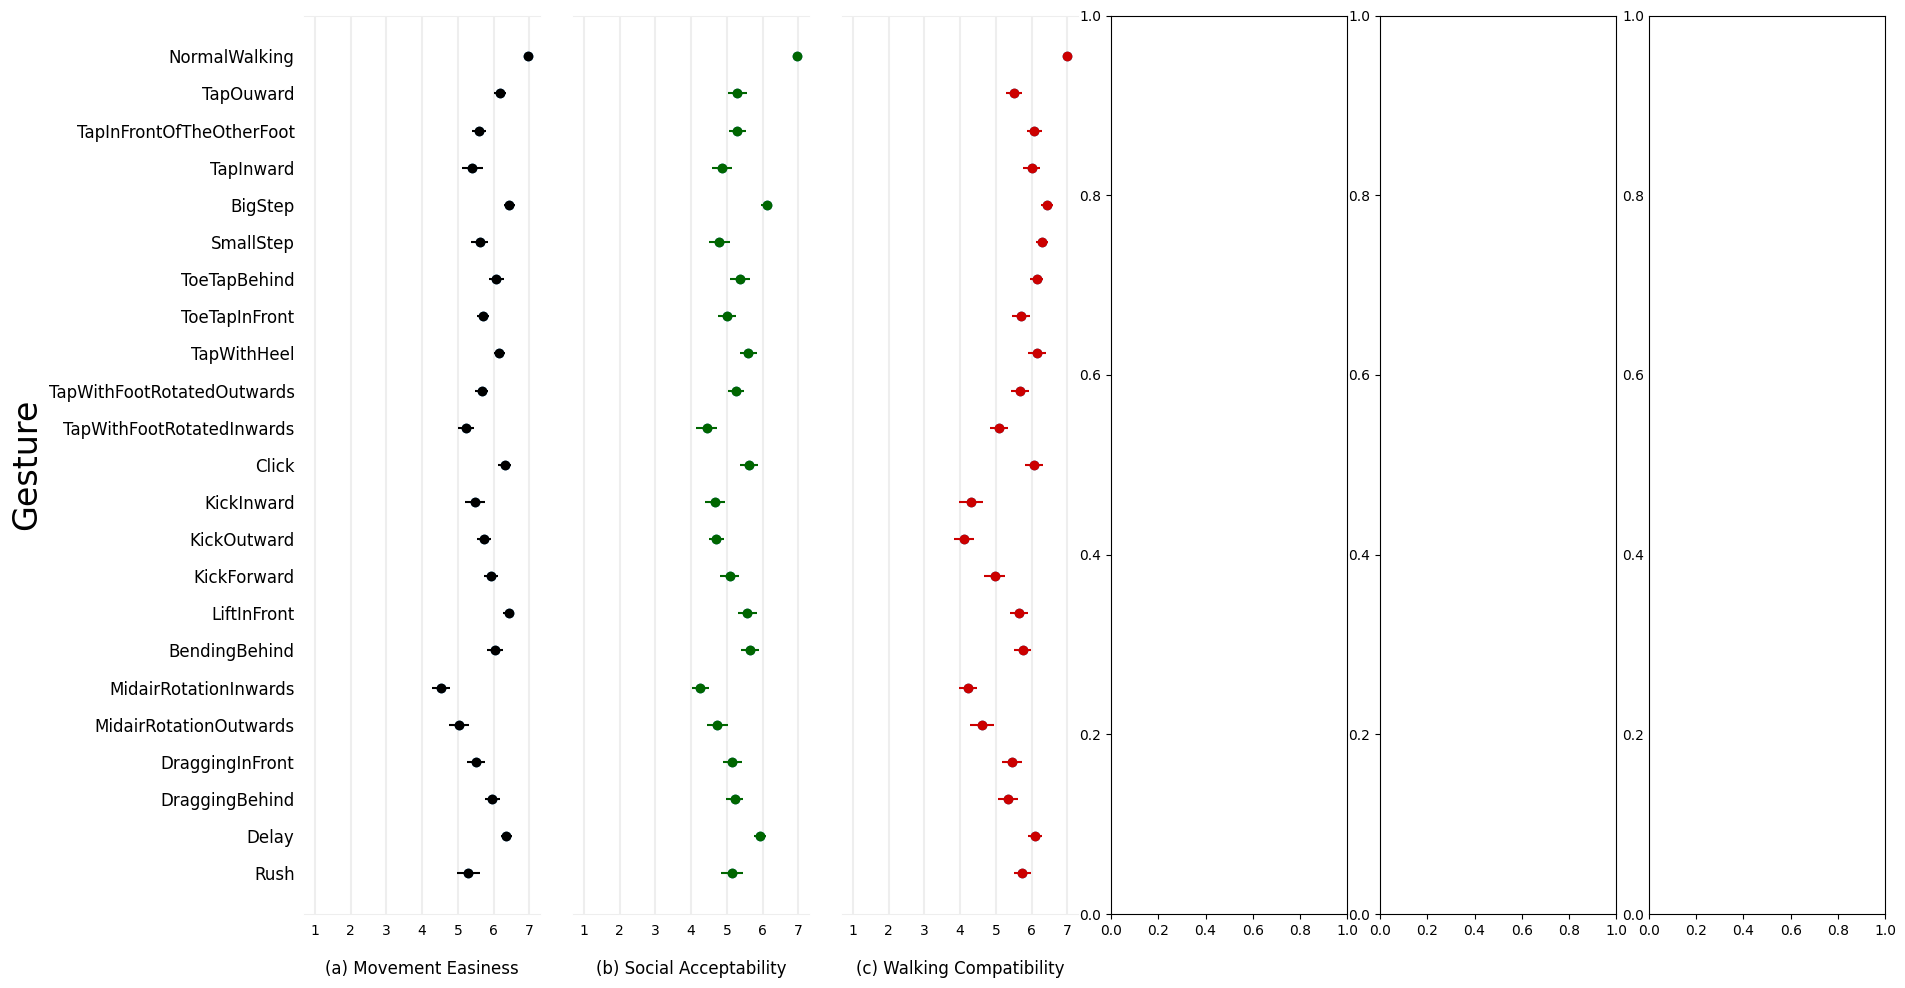 Gesture
NormalWalking
TapOuward
TapInFrontOfTheOtherFoot
TapInward
BigStep
SmallStep
ToeTapBehind
ToeTapInFront
TapWithHeel
TapWithFootRotatedOutwards
TapWithFootRotatedInwards
Click
KickInward
KickOutward
KickForward
LiftInFront
BendingBehind
MidairRotationInwards
MidairRotationOutwards
DraggingInFront
DraggingBehind
Delay
Rush
1 2 3 4 5 6 7
(a) Movement Easiness
1 2 3 4 5 6 7
(b) Social Acceptability
1 2 3 4 5 6 7
(c) Walking Compatibility
1.0
0.8
0.6
0.4
0.2
0.0
0.0 0.2 0.4 0.6 0.8 1.0
1.0
0.8
0.6
0.4
0.2
0.0
0.0 0.2 0.4 0.6 0.8 1.0
1.0
0.8
0.6
0.4
0.2
0.0
0.0 0.2 0.4 0.6 0.8 1.0